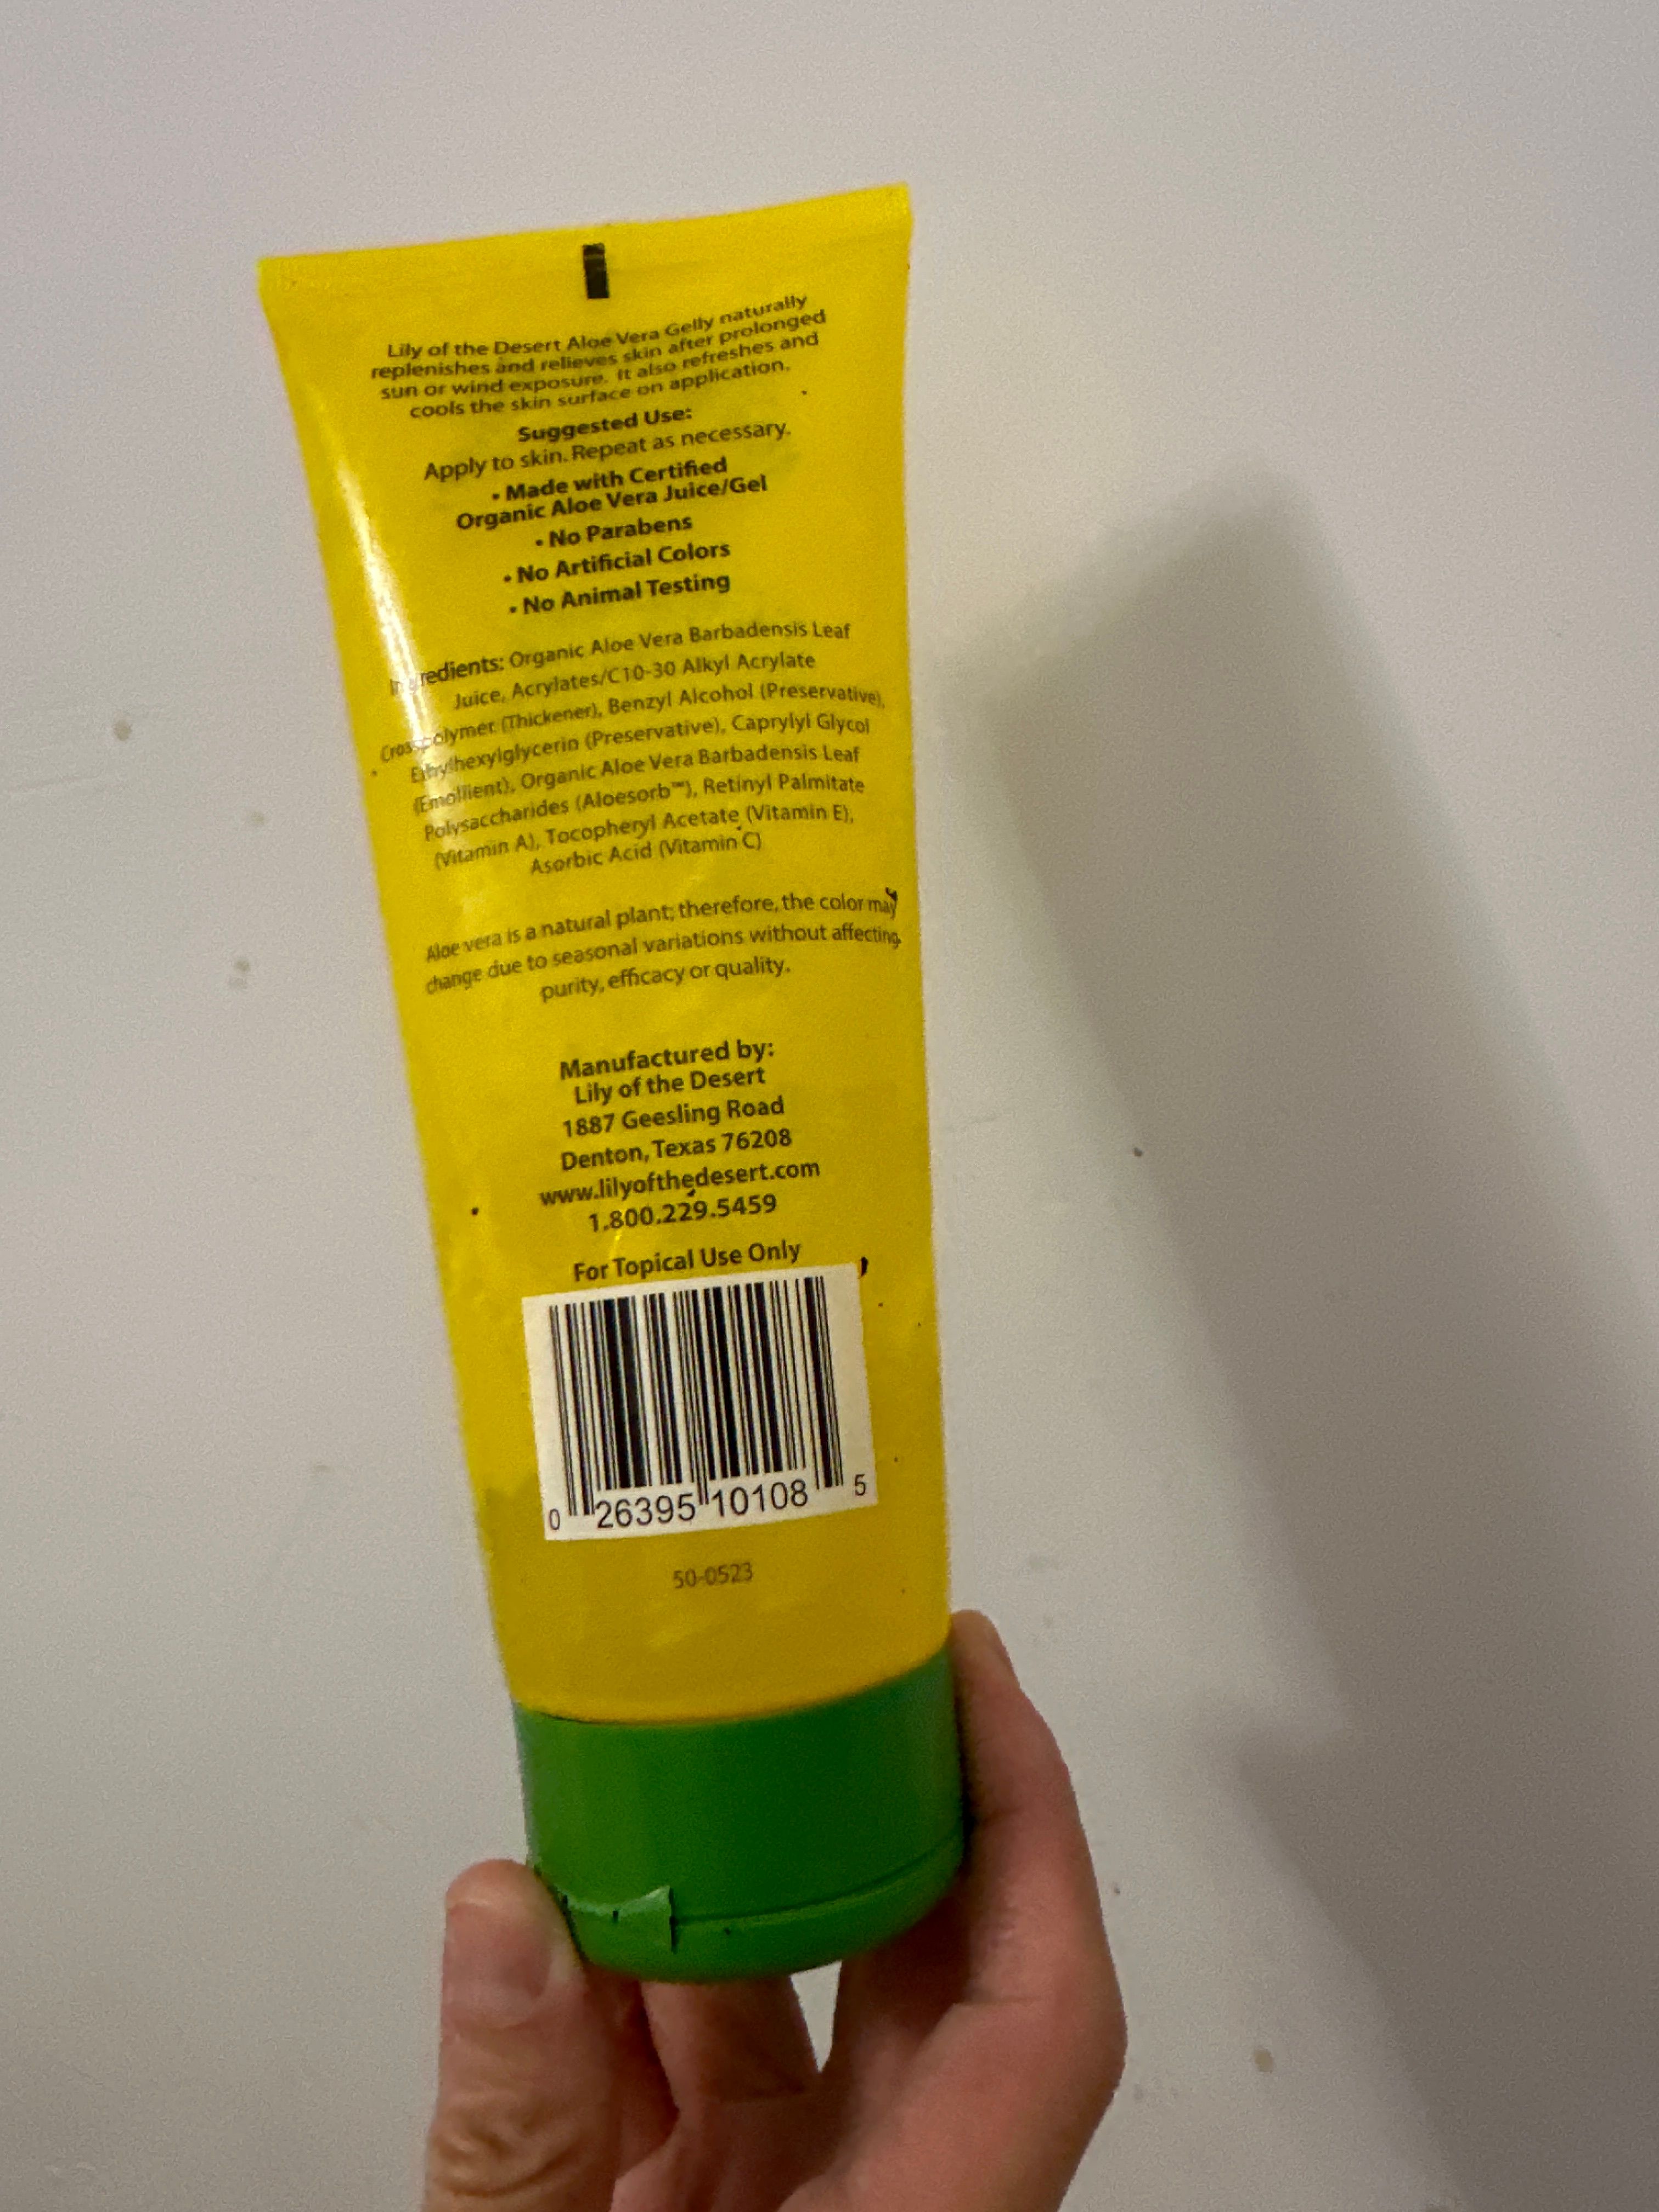 Lily of the Desert Aloe Vera Gelly naturally
replenishes and relieves skin after prolonged
sun or wind exposure. It also refreshes and
cools the skin surface on application.
Suggested Use:
Apply to skin. Repeat as necessary.
• Made with Certified
Organic Aloe Vera Juice/Gel
• No Parabens
• No Artificial Colors
• No Animal Testing
Ingredients: Organic Aloe Vera Barbadensis Leaf
Juice, Acrylates/C10-30 Alkyl Acrylate
Crosspolymer (Thickener), Benzyl Alcohol (Preservative),
Ethylhexylglycerin (Preservative), Caprylyl Glycol
(Emollient), Organic Aloe Vera Barbadensis Leaf
Polysaccharides (Aloesorb™), Retinyl Palmitate
(Vitamin A), Tocopheryl Acetate (Vitamin E),
Asorbic Acid (Vitamin C)
Aloe vera is a natural plant; therefore, the color may
change due to seasonal variations without affecting
purity, efficacy or quality.
Manufactured by:
Lily of the Desert
1887 Geesling Road
Denton, Texas 76208
www.lilyofthedesert.com
1.800.229.5459
For Topical Use Only
0 26395 10108 5
50-0523